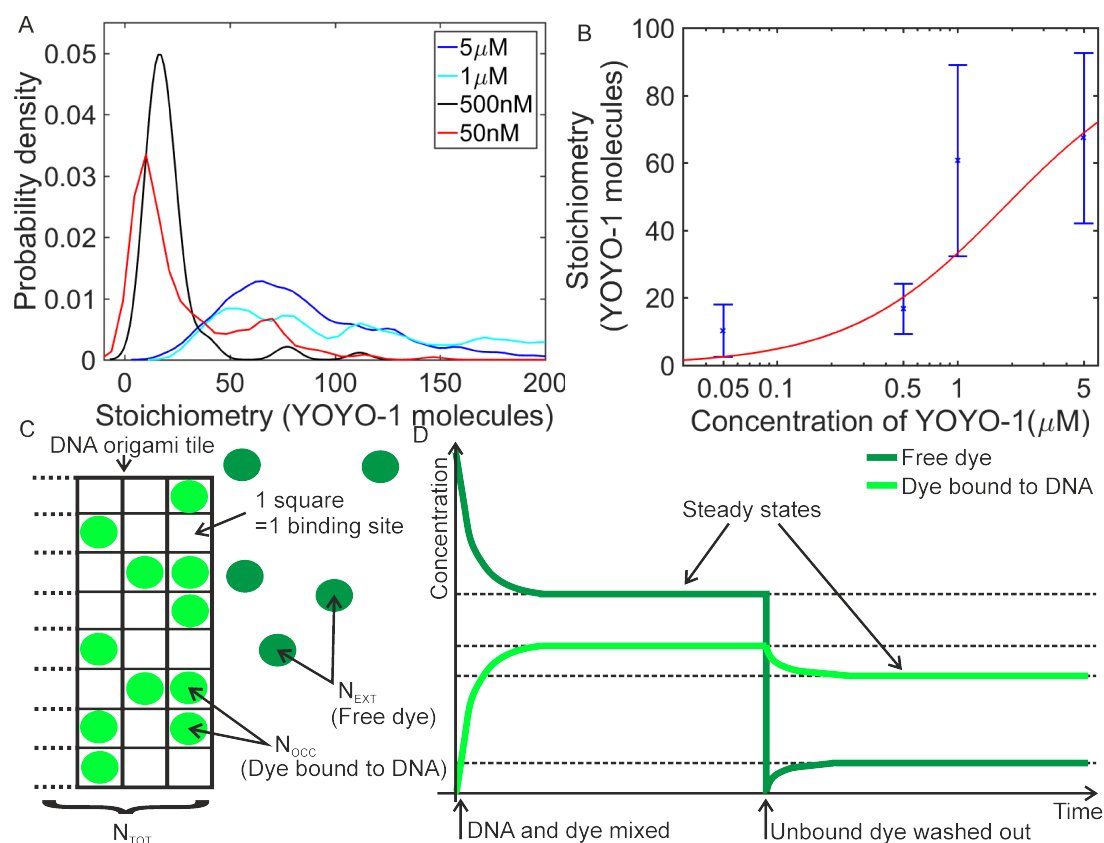 A
Probability density
0.05
0.04
0.03
0.02
0.01
0
0 50 100 150 200
Stoichiometry (YOYO-1 molecules)
5μM
1μM
500nM
50nM
B
Stoichiometry
(YOYO-1 molecules)
100
80
60
40
20
0
0.05 0.1 0.5 1 5
Concentration of YOYO-1(μM)
C
DNA origami tile
1 square
=1 binding site
N_EXT
(Free dye)
N_OCC
(Dye bound to DNA)
N_TOT
D
Concentration
Free dye
Dye bound to DNA
Steady states
Time
DNA and dye mixed
Unbound dye washed out